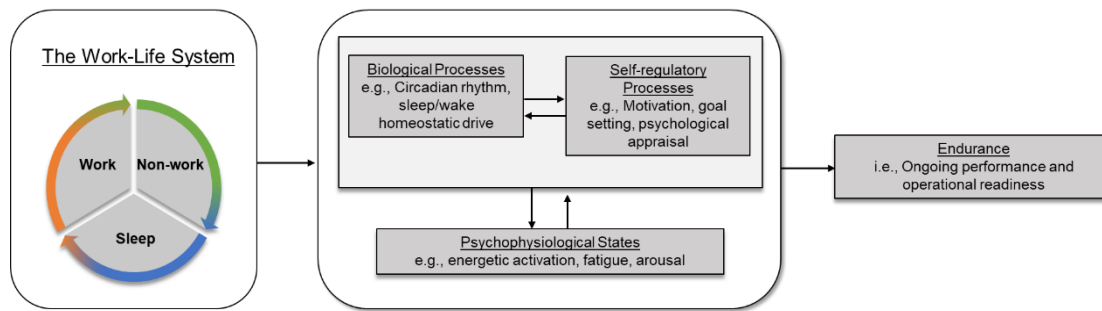 The Work-Life System
Work
Non-work
Sleep
Biological Processes
e.g., Circadian rhythm,
sleep/wake
homeostatic drive
Self-regulatory
Processes
e.g., Motivation, goal
setting, psychological
appraisal
Psychophysiological States
e.g., energetic activation, fatigue, arousal
Endurance
i.e., Ongoing performance and
operational readiness